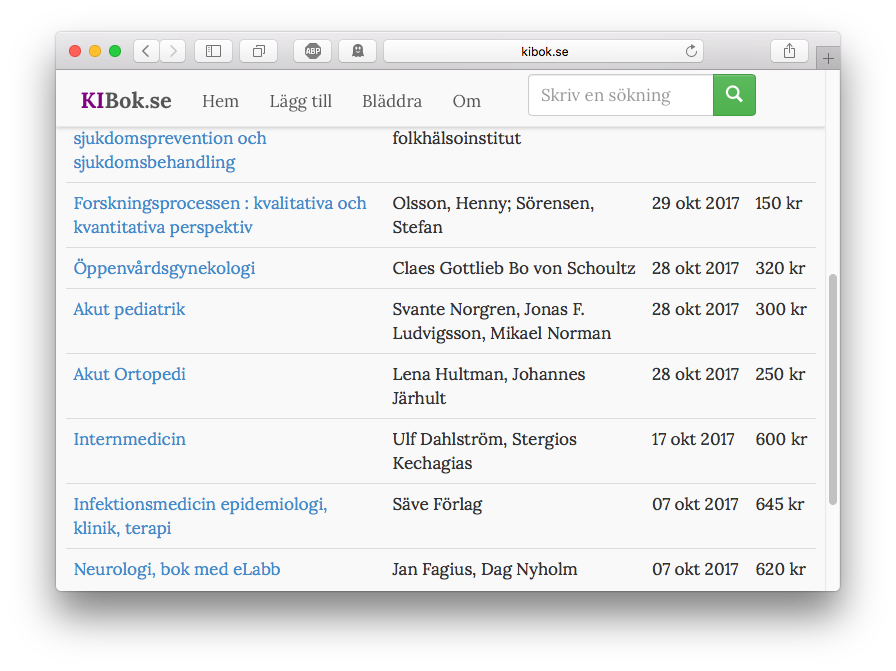 ABP
kibok.se
KIBok.se Hem Lägg till Bläddra Om Skriv en sökning
sjukdomsprevention och
sjukdomsbehandling
folkhälsoinstitut
Forskningsprocessen : kvalitativa och
kvantitativa perspektiv
Olsson, Henny; Sörensen,
Stefan
29 okt 2017
150 kr
Öppenvårdsgynekologi
Claes Gottlieb Bo von Schoultz
28 okt 2017
320 kr
Akut pediatrik
Svante Norgren, Jonas F.
Ludvigsson, Mikael Norman
28 okt 2017
300 kr
Akut Ortopedi
Lena Hultman, Johannes
Järhult
28 okt 2017
250 kr
Internmedicin
Ulf Dahlström, Stergios
Kechagias
17 okt 2017
600 kr
Infektionsmedicin epidemiologi,
klinik, terapi
Säve Förlag
07 okt 2017
645 kr
Neurologi, bok med eLabb
Jan Fagius, Dag Nyholm
07 okt 2017
620 kr